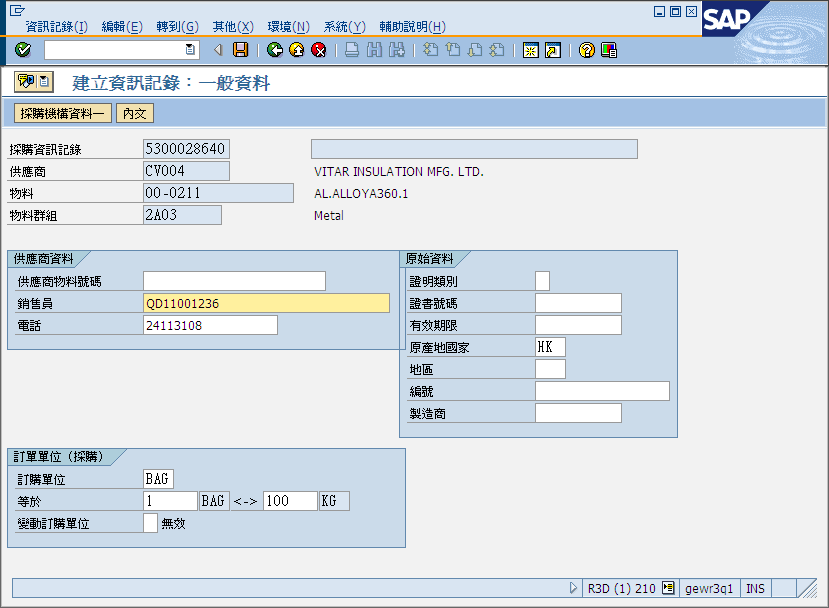 資訊記錄(I) 編輯(E) 轉到(G) 其他(X) 環境(N) 系統(Y) 輔助說明(H)
SAP
建立資訊記錄：一般資料
採購機構資料一 內文
採購資訊記錄 5300028640
供應商 CV004 VITAR INSULATION MFG. LTD.
物料 00-0211 AL.ALLOYA360.1
物料群組 2A03 Metal
供應商資料
供應商物料號碼
銷售員 QD11001236
電話 24113108
原始資料
證明類別
證書號碼
有效期限
原產地國家 HK
地區
編號
製造商
訂單單位（採購）
訂購單位 BAG
等於 1 BAG <-> 100 KG
變動訂購單位 無效
R3D (1) 210 gewr3q1 INS